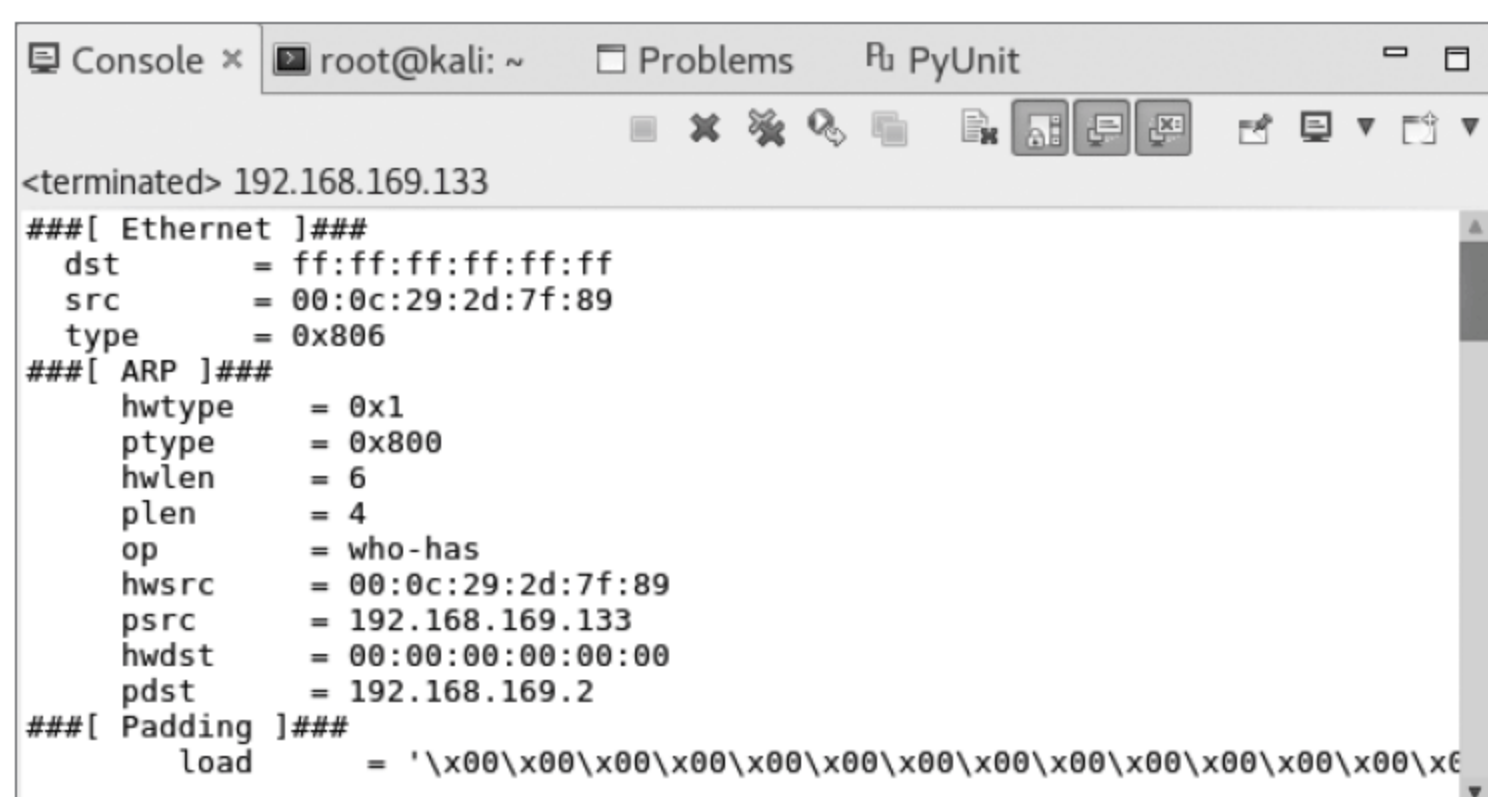 Console root@kali: ~ Problems PyUnit
<terminated> 192.168.169.133
###[ Ethernet ]###
  dst       = ff:ff:ff:ff:ff:ff
  src       = 00:0c:29:2d:7f:89
  type      = 0x806
###[ ARP ]###
     hwtype    = 0x1
     ptype     = 0x800
     hwlen     = 6
     plen      = 4
     op        = who-has
     hwsrc     = 00:0c:29:2d:7f:89
     psrc      = 192.168.169.133
     hwdst     = 00:00:00:00:00:00
     pdst      = 192.168.169.2
###[ Padding ]###
        load      = '\x00\x00\x00\x00\x00\x00\x00\x00\x00\x00\x00\x00\x00\x0